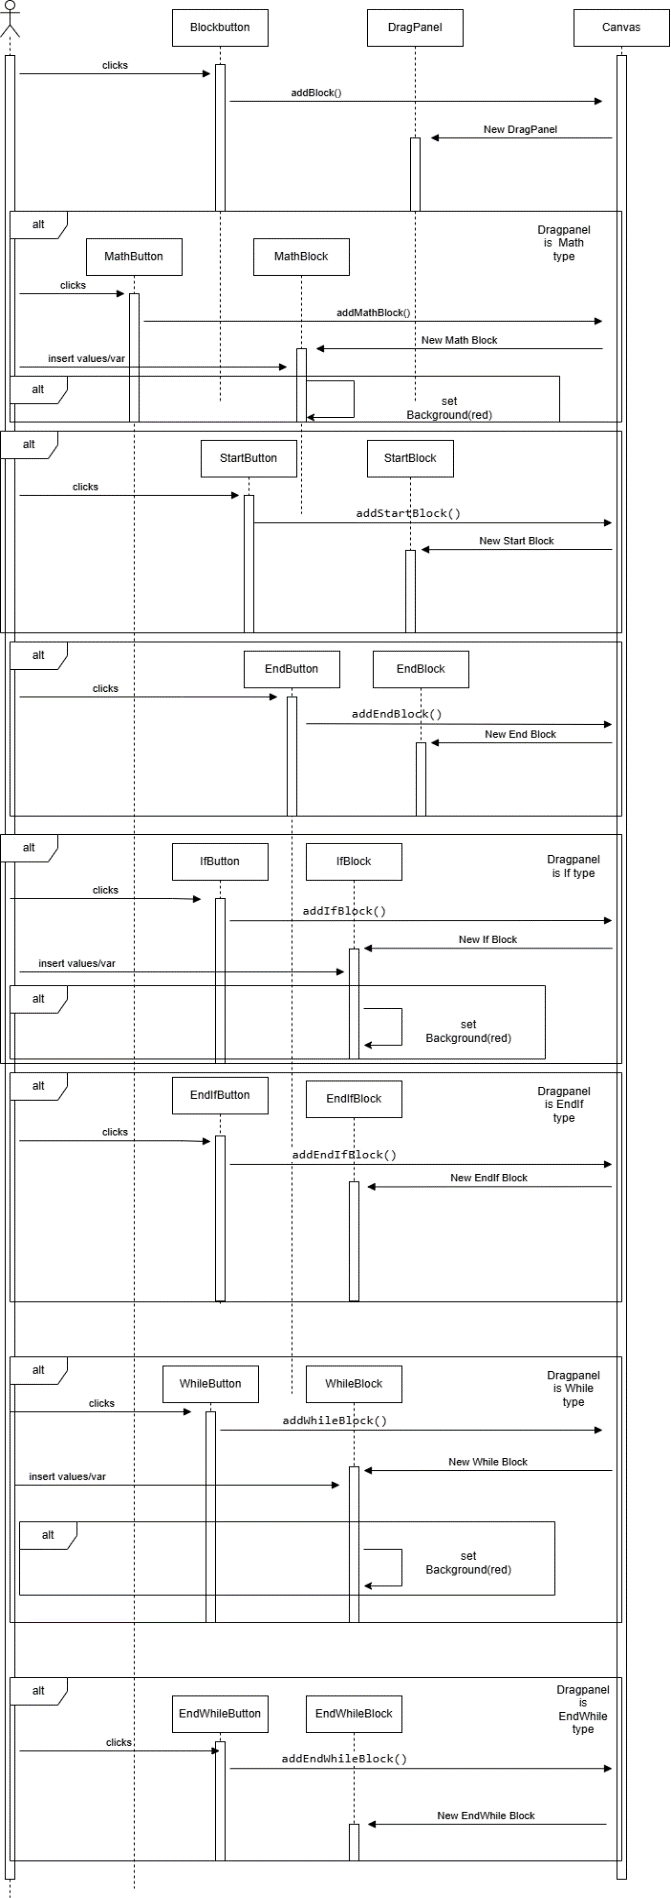 Blockbutton
DragPanel
Canvas
clicks
addBlock()
New DragPanel
alt
Dragpanel
is Math
type
MathButton
MathBlock
clicks
addMathBlock()
New Math Block
insert values/var
alt
set
Background(red)
alt
StartButton
StartBlock
clicks
addStartBlock()
New Start Block
alt
EndButton
EndBlock
clicks
addEndBlock()
New End Block
alt
IfButton
IfBlock
Dragpanel
is If type
clicks
addIfBlock()
New If Block
insert values/var
alt
set
Background(red)
alt
EndIfButton
EndIfBlock
Dragpanel
is EndIf
type
clicks
addEndIfBlock()
New EndIf Block
alt
WhileButton
WhileBlock
Dragpanel
is While
type
clicks
addWhileBlock()
New While Block
insert values/var
alt
set
Background(red)
alt
Dragpanel
is
EndWhile
type
EndWhileButton
EndWhileBlock
clicks
addEndWhileBlock()
New EndWhile Block